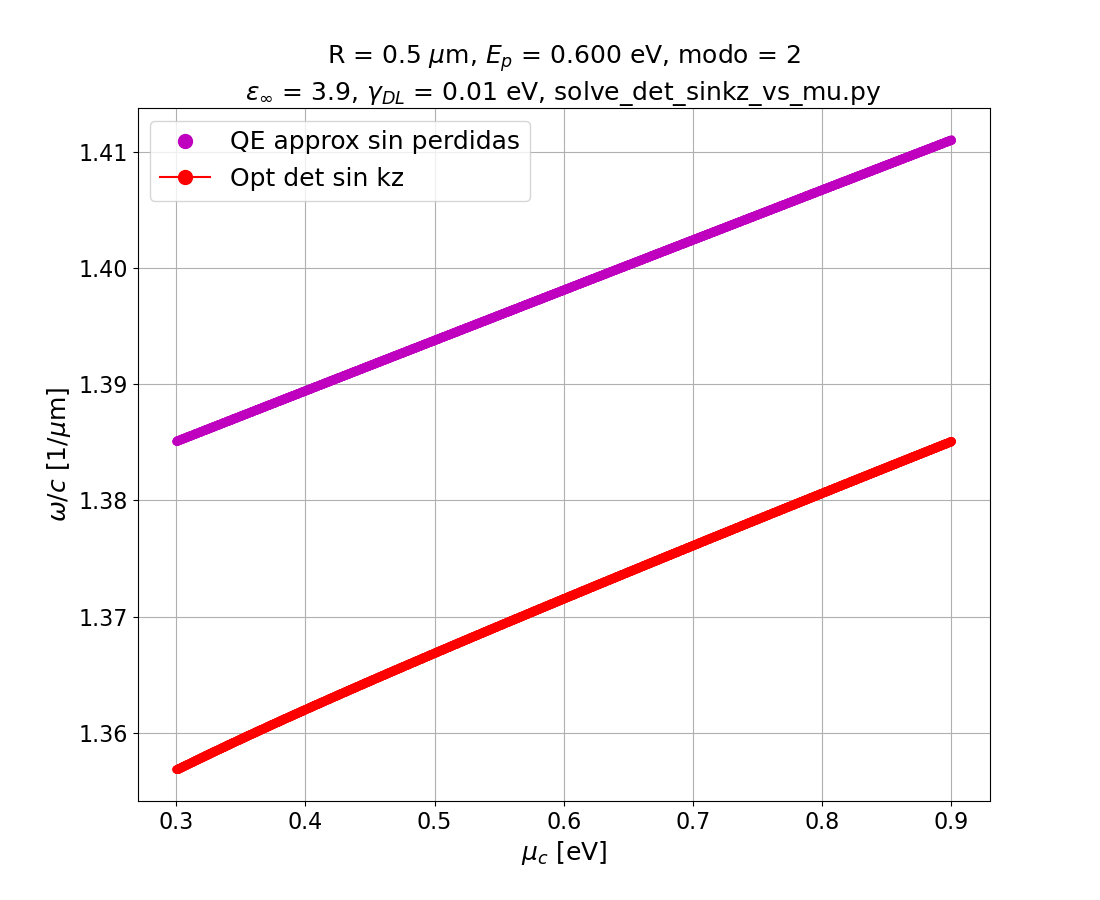 R = 0.5 μm, E_p = 0.600 eV, modo = 2
ε_∞ = 3.9, γ_DL = 0.01 eV, solve_det_sinkz_vs_mu.py
QE approx sin perdidas
Opt det sin kz
1.41
1.40
1.39
1.38
1.37
1.36
ω/c [1/μm]
0.3 0.4 0.5 0.6 0.7 0.8 0.9
μ_c [eV]